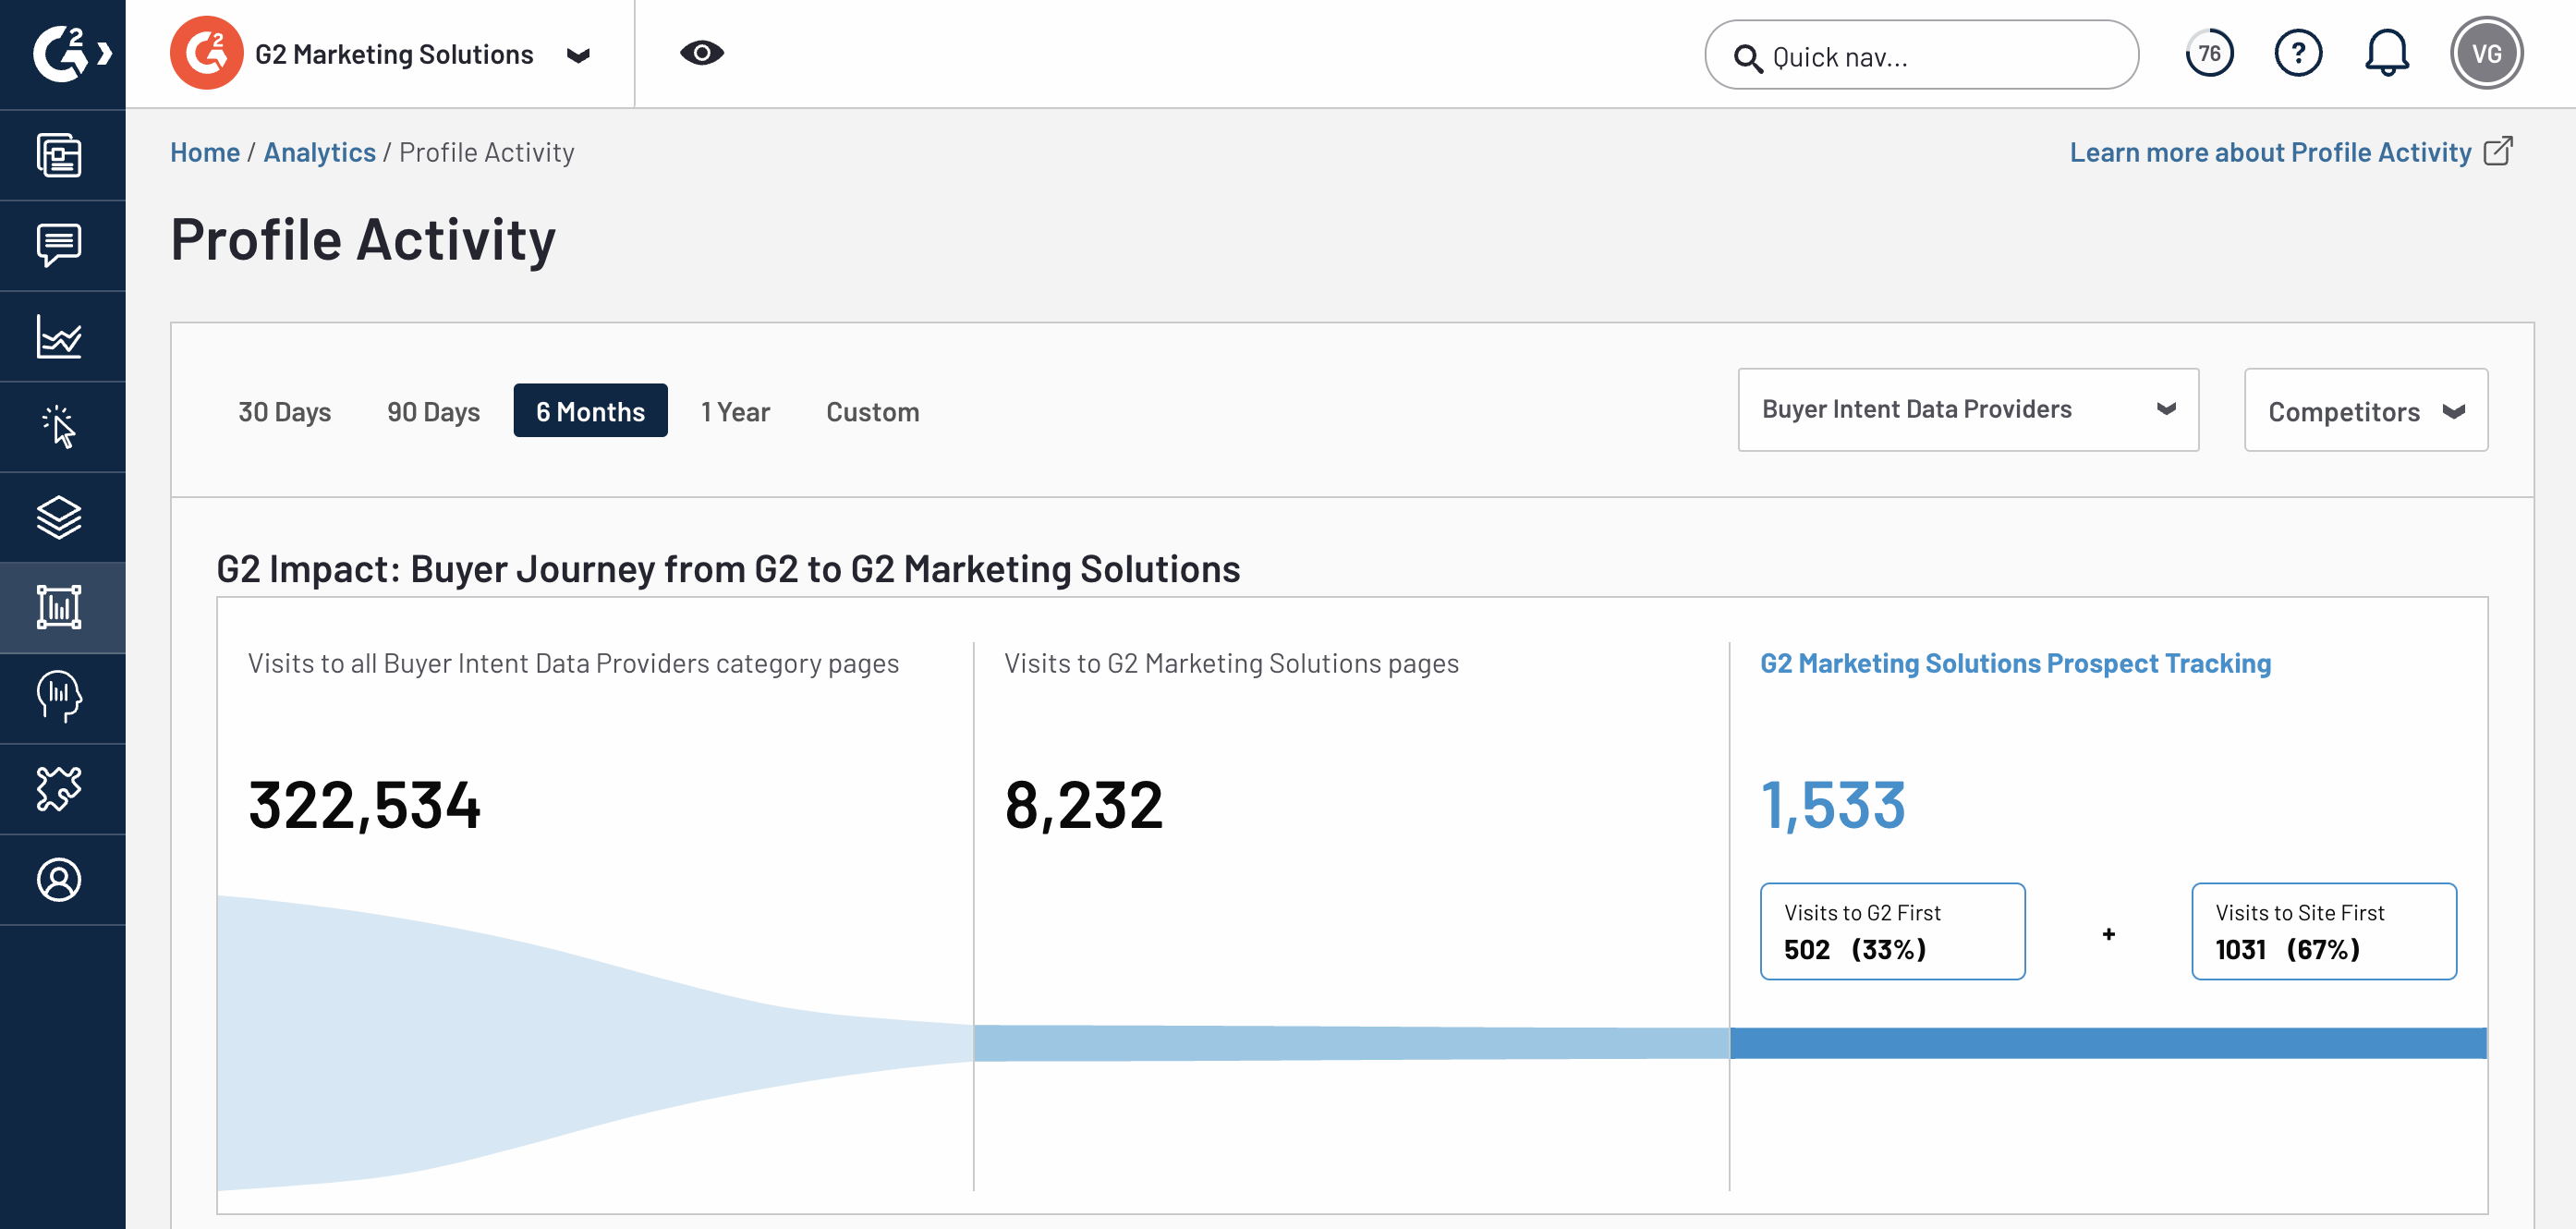 G2
G2
G2 Marketing Solutions
Quick nav...
76
?
VG
Home / Analytics / Profile Activity
Learn more about Profile Activity
Profile Activity
30 Days
90 Days
6 Months
1 Year
Custom
Buyer Intent Data Providers
Competitors
G2 Impact: Buyer Journey from G2 to G2 Marketing Solutions
Visits to all Buyer Intent Data Providers category pages
322,534
Visits to G2 Marketing Solutions pages
8,232
G2 Marketing Solutions Prospect Tracking
1,533
Visits to G2 First
502 (33%)
+
Visits to Site First
1031 (67%)